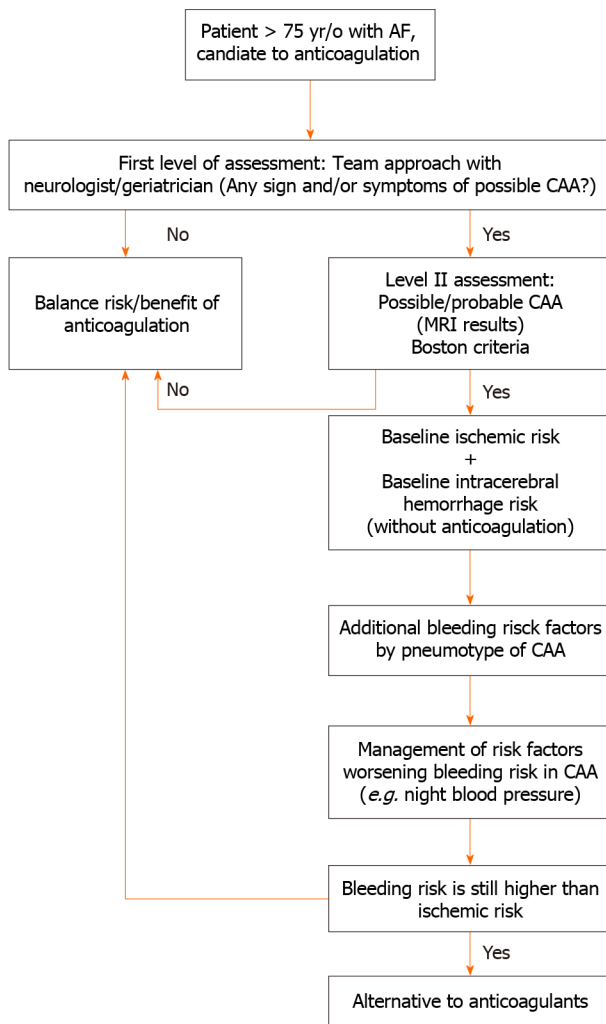 Patient > 75 yr/o with AF,
candiate to anticoagulation
First level of assessment: Team approach with
neurologist/geriatrician (Any sign and/or symptoms of possible CAA?)
No
Yes
Balance risk/benefit of
anticoagulation
Level II assessment:
Possible/probable CAA
(MRI results)
Boston criteria
No
Yes
Baseline ischemic risk
+
Baseline intracerebral
hemorrhage risk
(without anticoagulation)
Additional bleeding risck factors
by pneumotype of CAA
Management of risk factors
worsening bleeding risk in CAA
(e.g. night blood pressure)
Bleeding risk is still higher than
ischemic risk
Yes
Alternative to anticoagulants